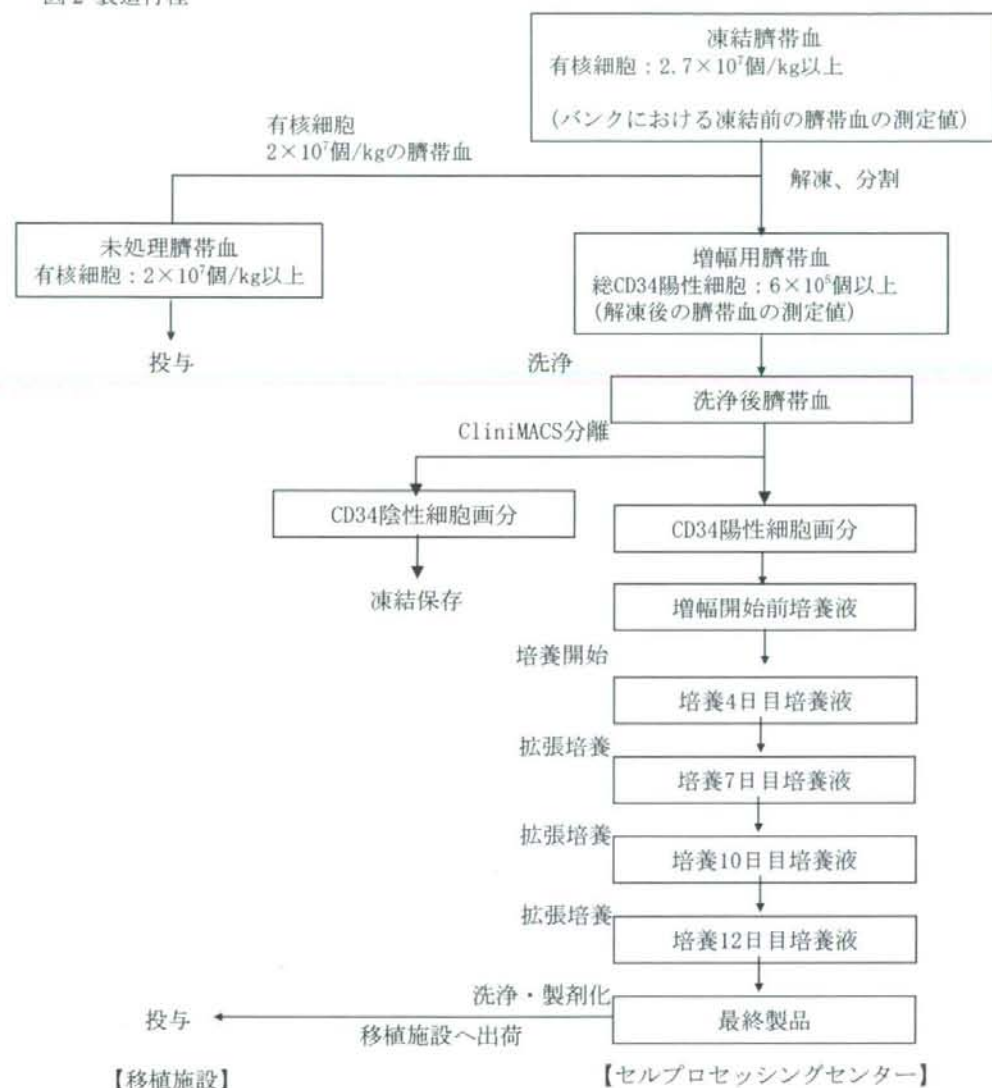 凍結臍帯血
有核細胞：2.7×10⁷個/kg以上
(バンクにおける凍結前の臍帯血の測定値)
有核細胞
2×10⁷個/kgの臍帯血
解凍、分割
未処理臍帯血
有核細胞：2×10⁷個/kg以上
増幅用臍帯血
総CD34陽性細胞：6×10⁵個以上
(解凍後の臍帯血の測定値)
投与
洗浄
洗浄後臍帯血
CliniMACS分離
CD34陰性細胞画分
CD34陽性細胞画分
凍結保存
増幅開始前培養液
培養開始
培養4日目培養液
拡張培養
培養7日目培養液
拡張培養
培養10日目培養液
拡張培養
培養12日目培養液
洗浄・製剤化
投与
最終製品
移植施設へ出荷
【移植施設】
【セルプロセッシングセンター】